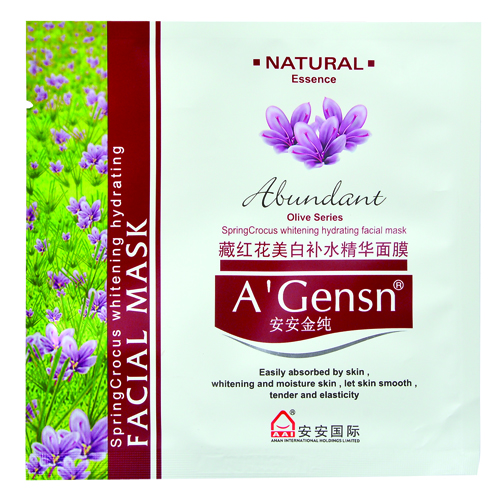 SpringCrocus whitening hydrating
FACIAL MASK
NATURAL
Essence
Abundant
Olive Series
SpringCrocus whitening hydrating facial mask
藏红花美白补水精华面膜
A'Gensn®
安安金纯
Easily absorbed by skin ,
whitening and moisture skin , let skin smooth ,
tender and elasticity
AAI
安安国际
ANAN INTERNATIONAL HOLDINGS LIMITED